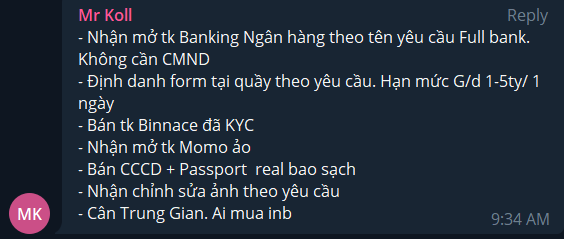 Mr Koll Reply
- Nhận mở tk Banking Ngân hàng theo tên yêu cầu Full bank.
Không cần CMND
- Định danh form tại quầy theo yêu cầu. Hạn mức G/d 1-5ty/ 1
ngày
- Bán tk Binnace đã KYC
- Nhận mở tk Momo ảo
- Bán CCCD + Passport real bao sạch
- Nhận chỉnh sửa ảnh theo yêu cầu
- Cân Trung Gian. Ai mua inb
MK 9:34 AM